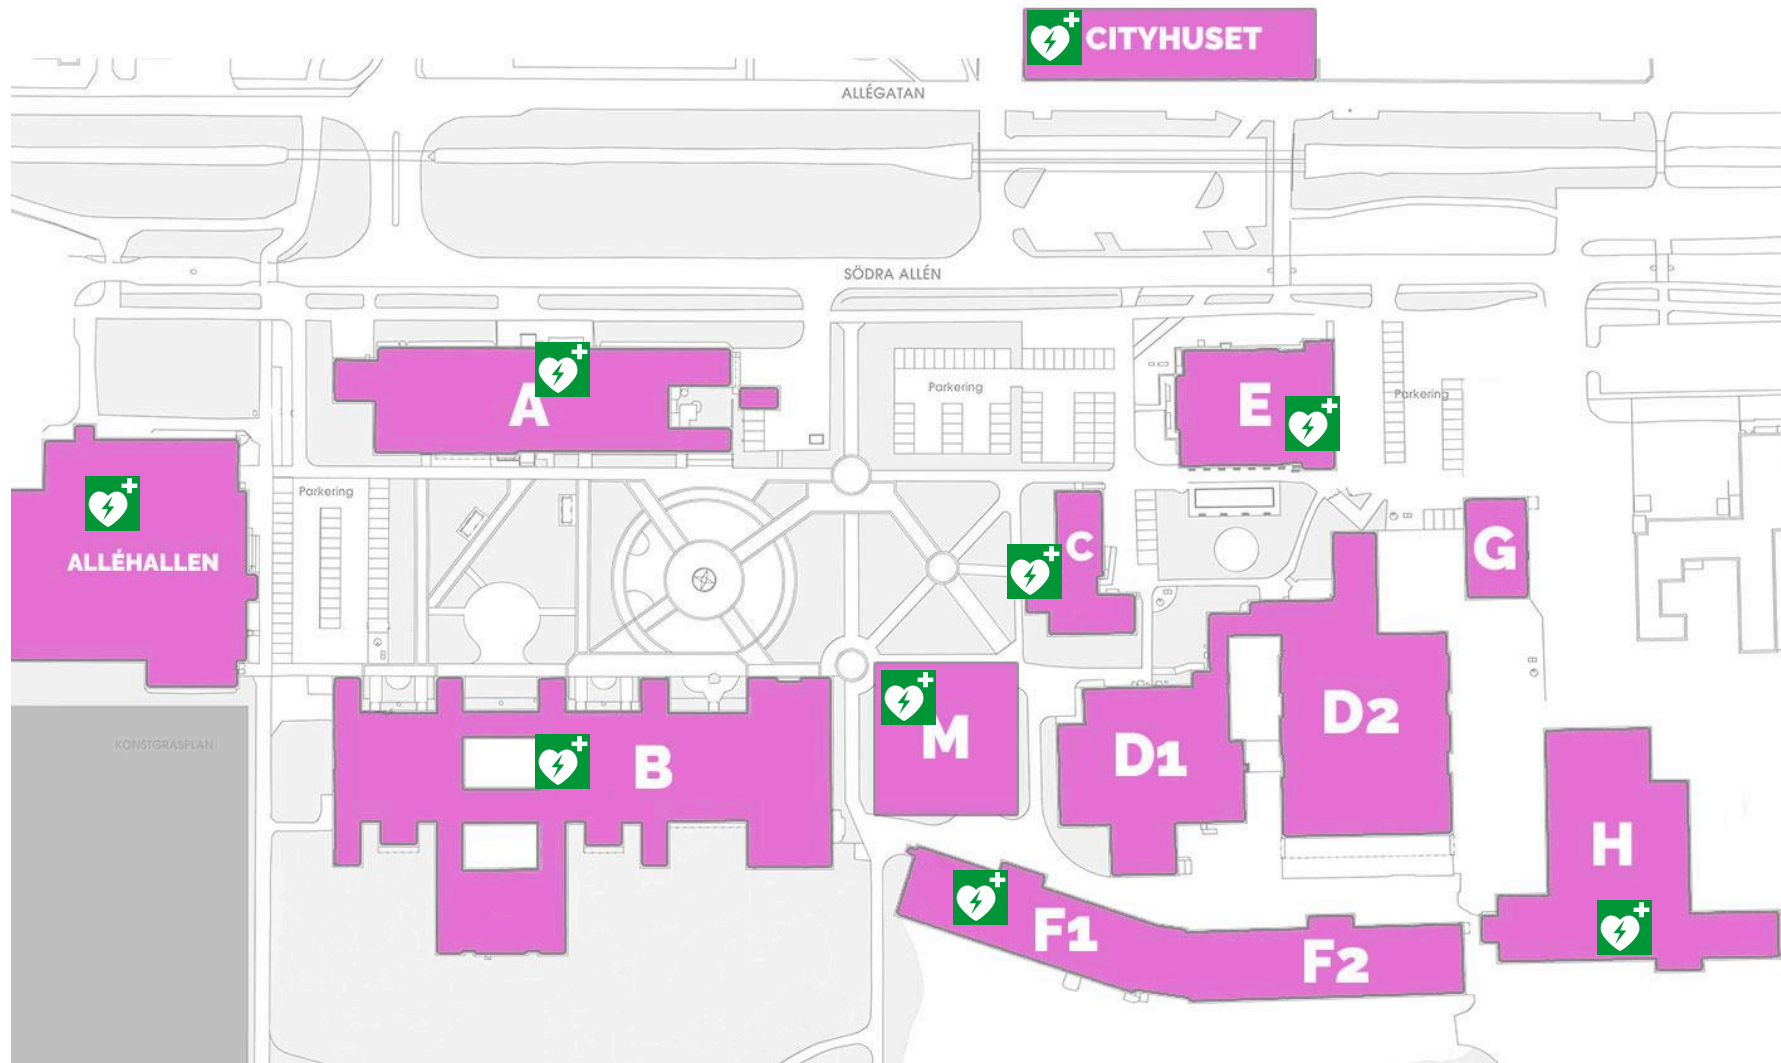 CITYHUSET
ALLÉGATAN
SÖDRA ALLÉN
A
Parkering
E
Parkering
Parkering
C
G
ALLÉHALLEN
KONSTGRÄSPLAN
B
M
D1
D2
H
F1
F2